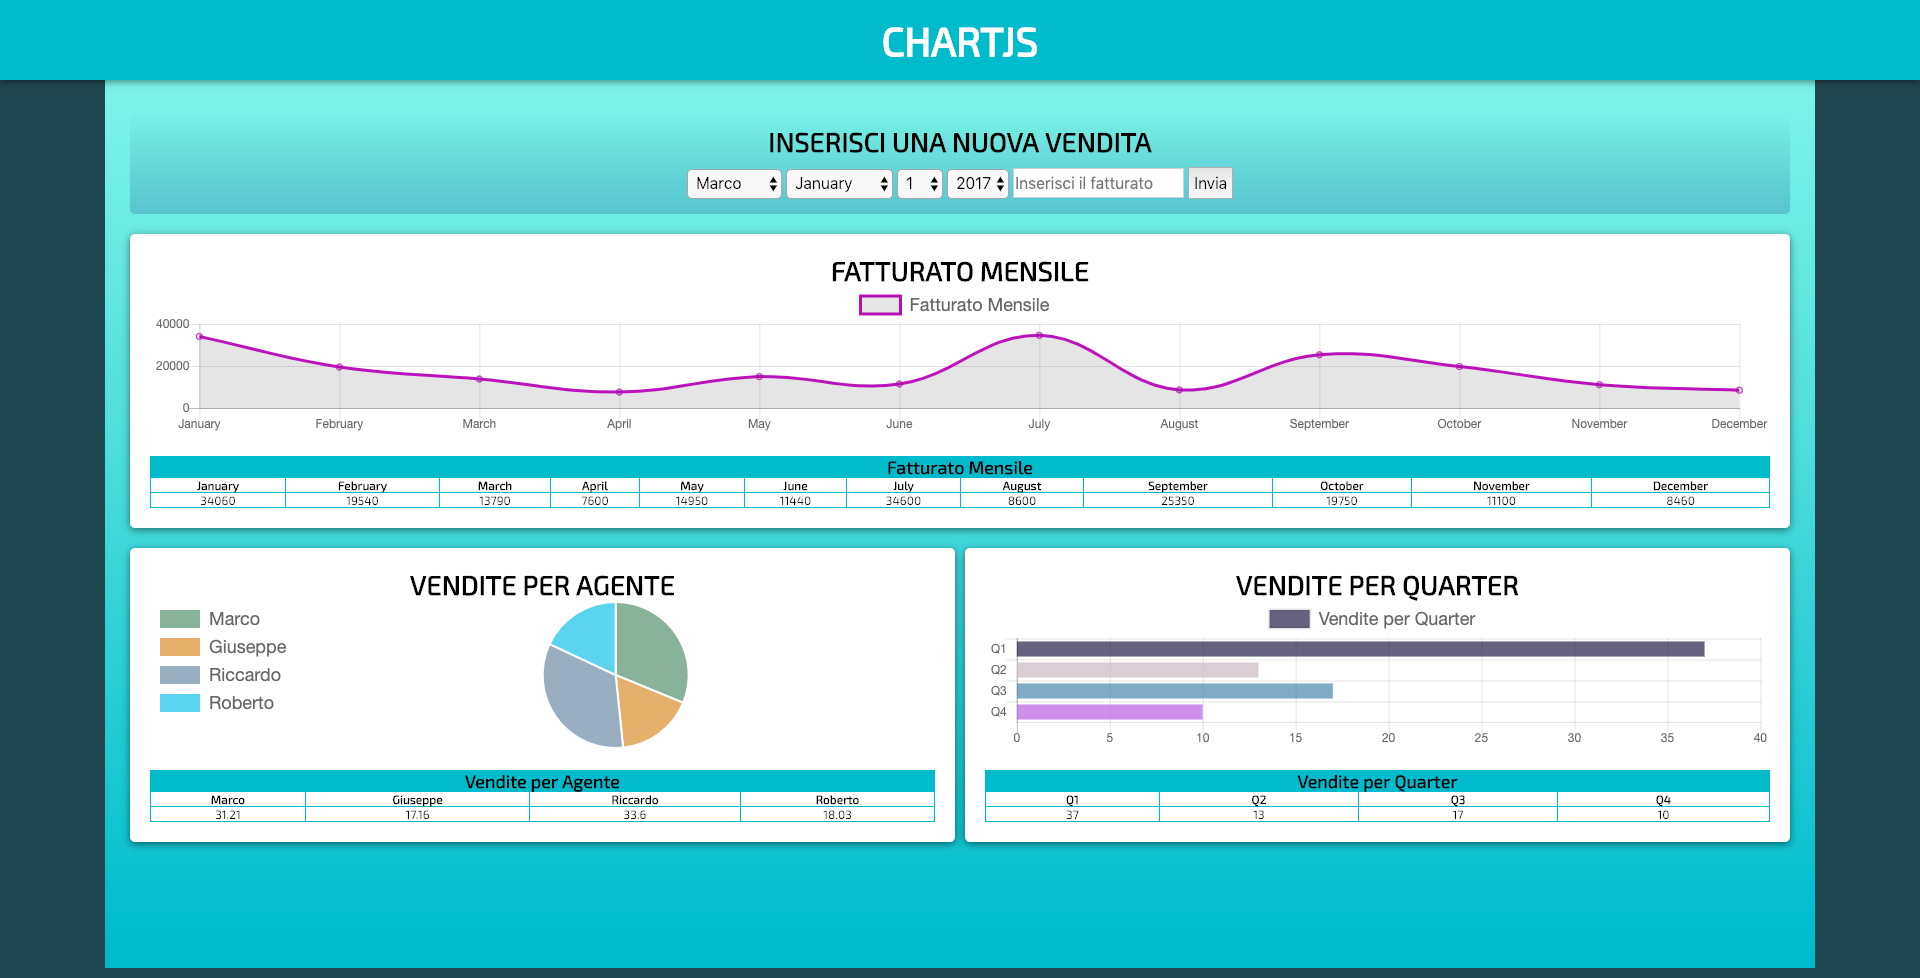 CHARTJS
INSERISCI UNA NUOVA VENDITA
Marco January 1 2017 Inserisci il fatturato Invia
FATTURATO MENSILE
Fatturato Mensile
40000
20000
0
January February March April May June July August September October November December
Fatturato Mensile
January February March April May June July August September October November December
34060 19540 13790 7600 14950 11440 34600 8600 25350 19750 11100 8460
VENDITE PER AGENTE
Marco
Giuseppe
Riccardo
Roberto
Vendite per Agente
Marco Giuseppe Riccardo Roberto
31.21 17.16 33.6 18.03
VENDITE PER QUARTER
Vendite per Quarter
Q1
Q2
Q3
Q4
0 5 10 15 20 25 30 35 40
Vendite per Quarter
Q1 Q2 Q3 Q4
37 13 17 10